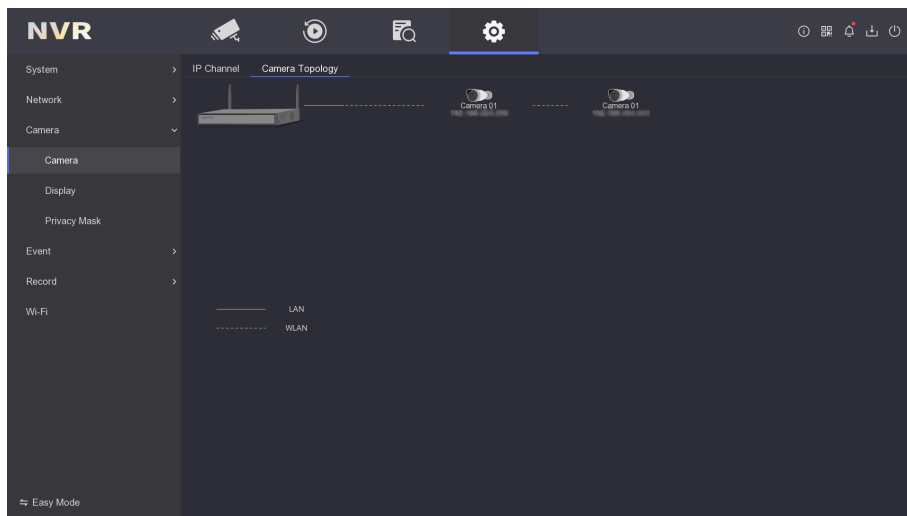 NVR
System
IP Channel
Camera Topology
Network
Camera 01
Camera 01
Camera
Camera
Display
Privacy Mask
Event
Record
Wi-Fi
LAN
WLAN
Easy Mode